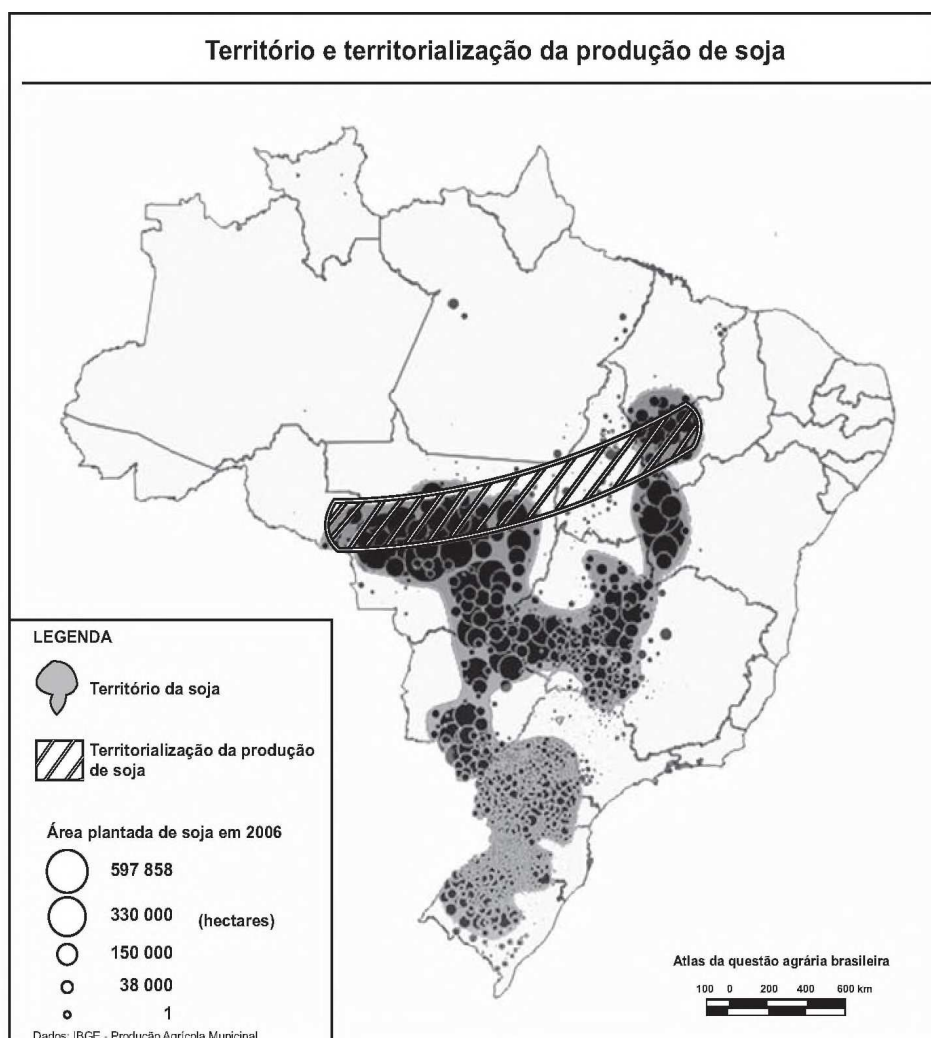 Território e territorialização da produção de soja
LEGENDA
Território da soja
Territorialização da produção
de soja
Área plantada de soja em 2006
597 858
330 000
(hectares)
150 000
38 000
1
Dados: IBGE - Produção Agrícola Municipal
Atlas da questão agrária brasileira
100 0 200 400 600 km